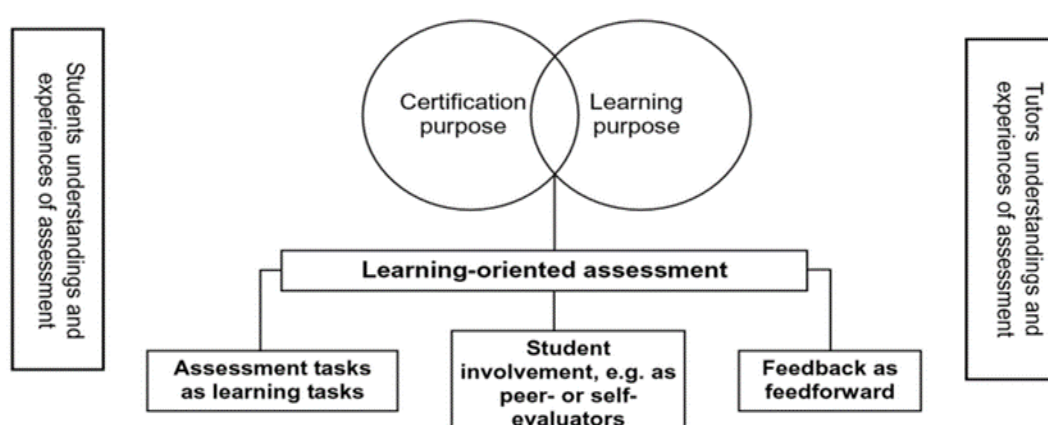 Students understandings and
experiences of assessment
Certification
purpose
Learning
purpose
Tutors understandings and
experiences of assessment
Learning-oriented assessment
Assessment tasks
as learning tasks
Student
involvement, e.g. as
peer- or self-
evaluators
Feedback as
feedforward